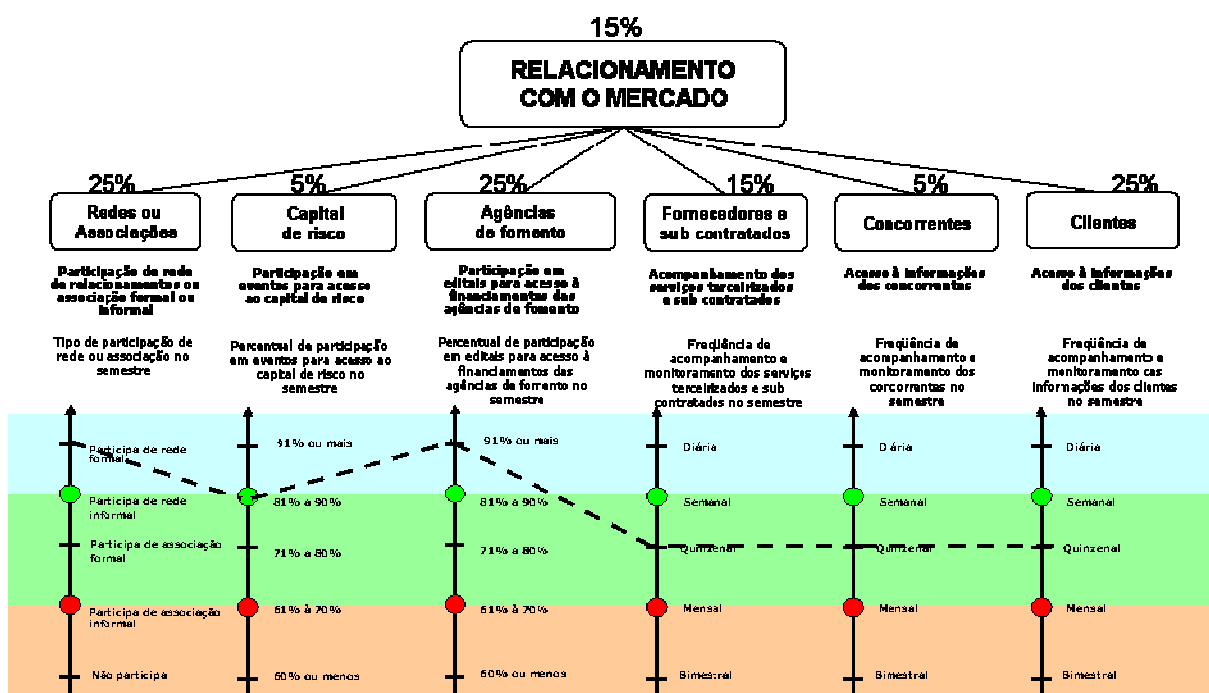 15%
RELACIONAMENTO
COM O MERCADO
25%
5%
25%
15%
5%
25%
Redes ou
Associações
Capital
de risco
Agências
de fomento
Fornecedores e
sub contratados
Concorrentes
Clientes
Participação de rede
de relacionamentos ou
associação formal ou
informal
Participação em
eventos para acesso
ao capital de risco
Participação em
editais para acesso à
financiamentos das
agências de fomento
Acompanhamento dos
serviços terceirizados
e sub contratados
Acesso à informações
dos concorrentes
Acesso à informações
dos clientes
Tipo de participação de
rede ou associação no
semestre
Percentual de participação
em eventos para acesso ao
capital de risco no
semestre
Percentual de participação
em editais para acesso à
financiamentos das
agências de fomento no
semestre
Freqüência de
acompanhamento e
monitoramento dos serviços
terceirizados e sub
contratados no semestre
Freqüência de
acompanhamento e
monitoramento dos
corcorrentes no
semestre
Freqüência de
acompanhamento e
monitoramento cas
informações dos clientes
no semestre
Participa de rede
formal
Participa de rede
informal
Participa de associação
formal
Participa de associação
informal
Não participa
91% ou mais
81% a 90%
71% a 80%
61% à 70%
60% ou menos
91% ou mais
81% a 90%
71% a 80%
61% à 70%
60% ou menos
Diária
Semanal
Quinzenal
Mensal
Bimestral
Diária
Semanal
Quinzenal
Mensal
Bimestral
Diária
Semanal
Quinzenal
Mensal
Bimestral